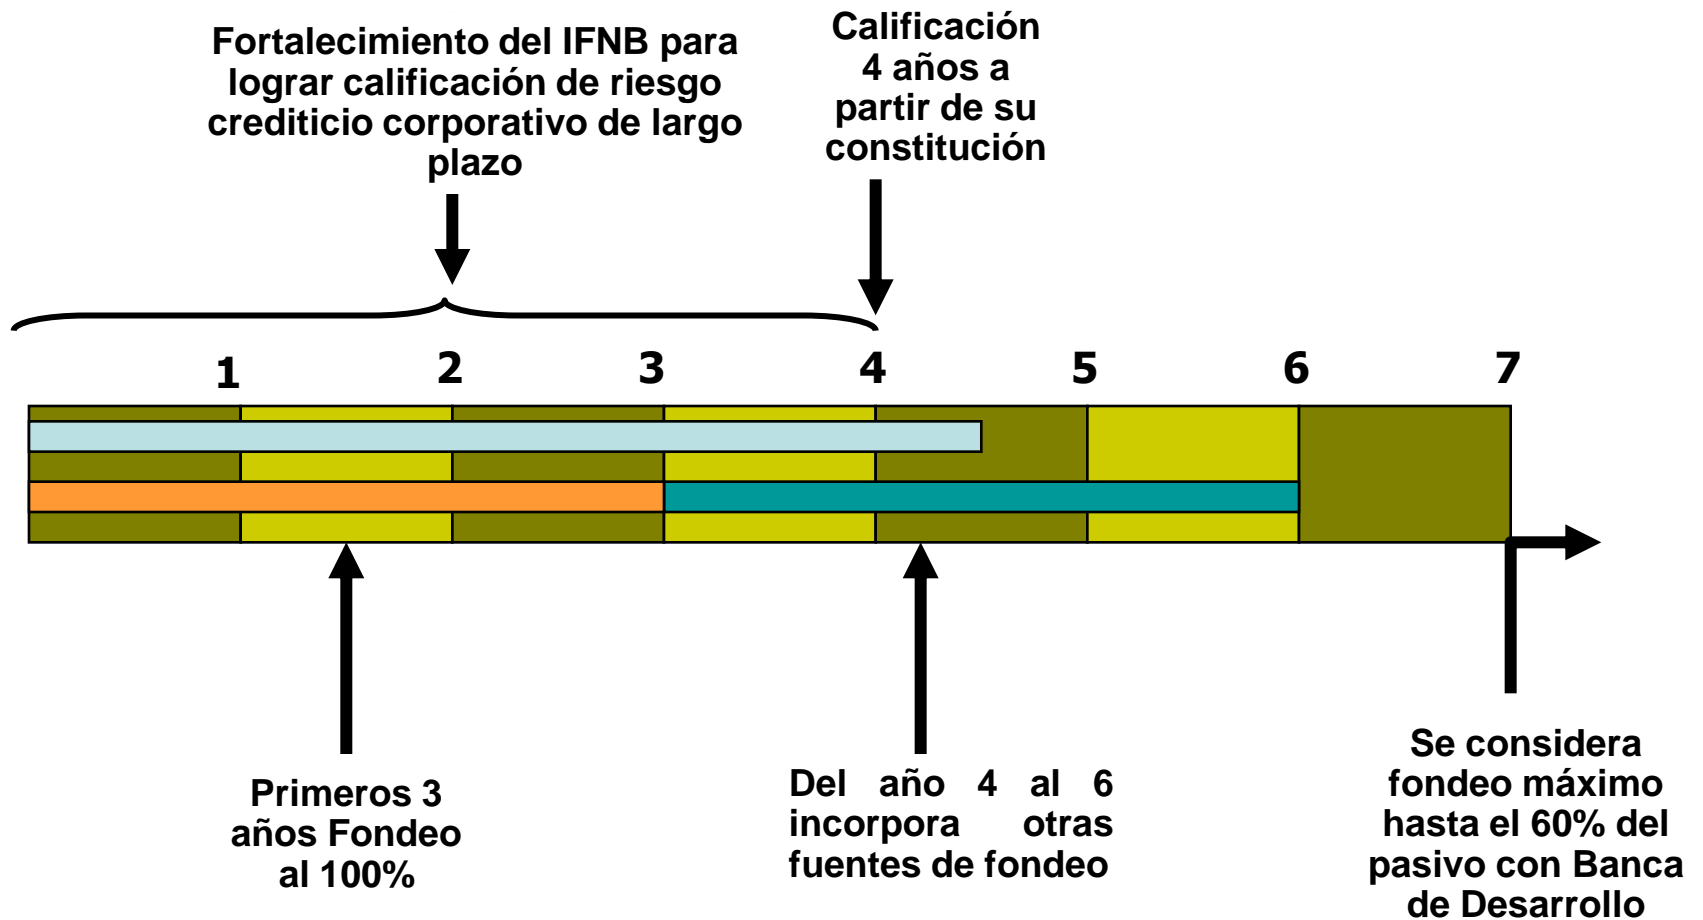 Fortalecimiento del IFNB para
lograr calificación de riesgo
crediticio corporativo de largo
plazo
Calificación
4 años a
partir de su
constitución
1 2 3 4 5 6 7
Primeros 3
años Fondeo
al 100%
Del año 4 al 6
incorpora otras
fuentes de fondeo
Se considera
fondeo máximo
hasta el 60% del
pasivo con Banca
de Desarrollo